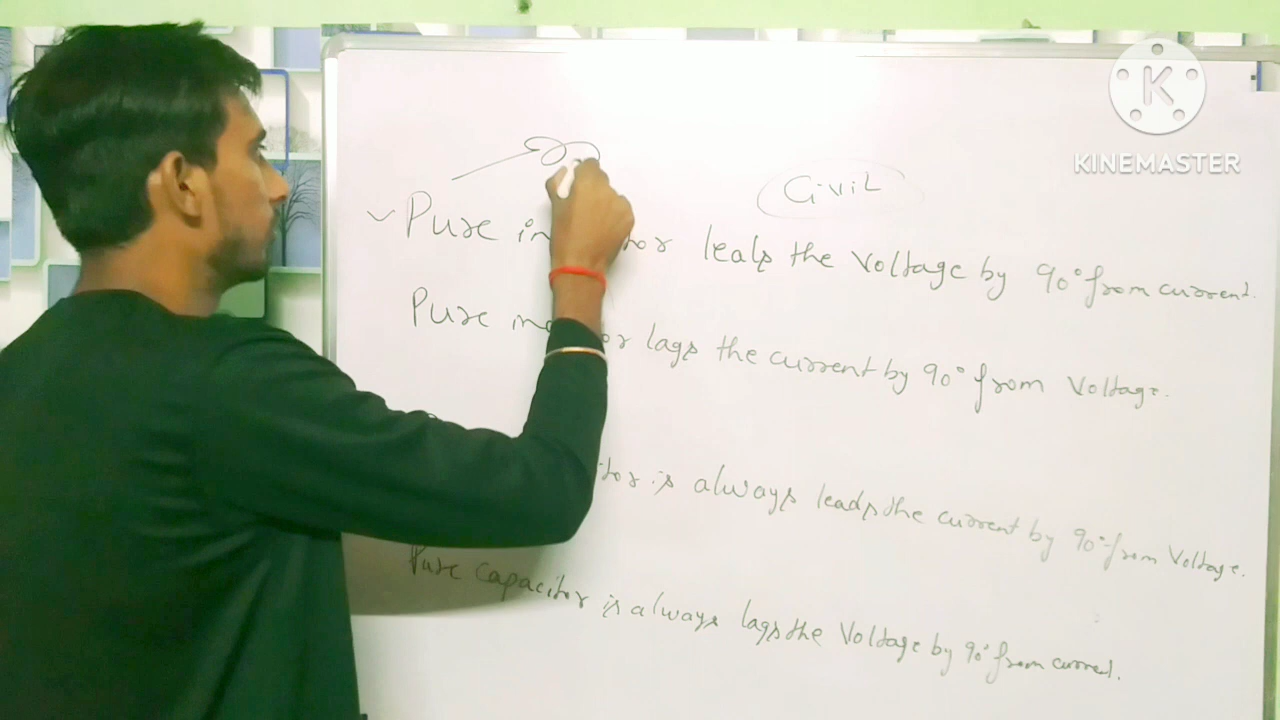 K
KINEMASTER
CiviL
Pure leads the Voltage by 90° from current.
Pure lags the current by 90° from Voltage.
is always leads the current by 90° from Voltage.
Pure capacitor is always lags the Voltage by 90° from current.